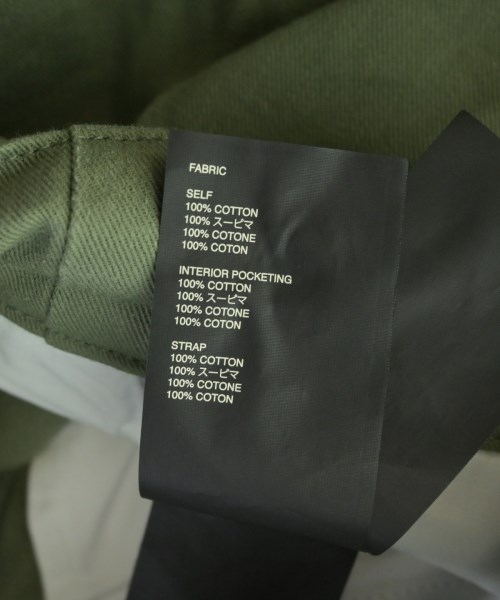 FABRIC
SELF
100% COTTON
100% スーピマ
100% COTONE
100% COTON
INTERIOR POCKETING
100% COTTON
100% スーピマ
100% COTONE
100% COTON
STRAP
100% COTTON
100% スーピマ
100% COTONE
100% COTON